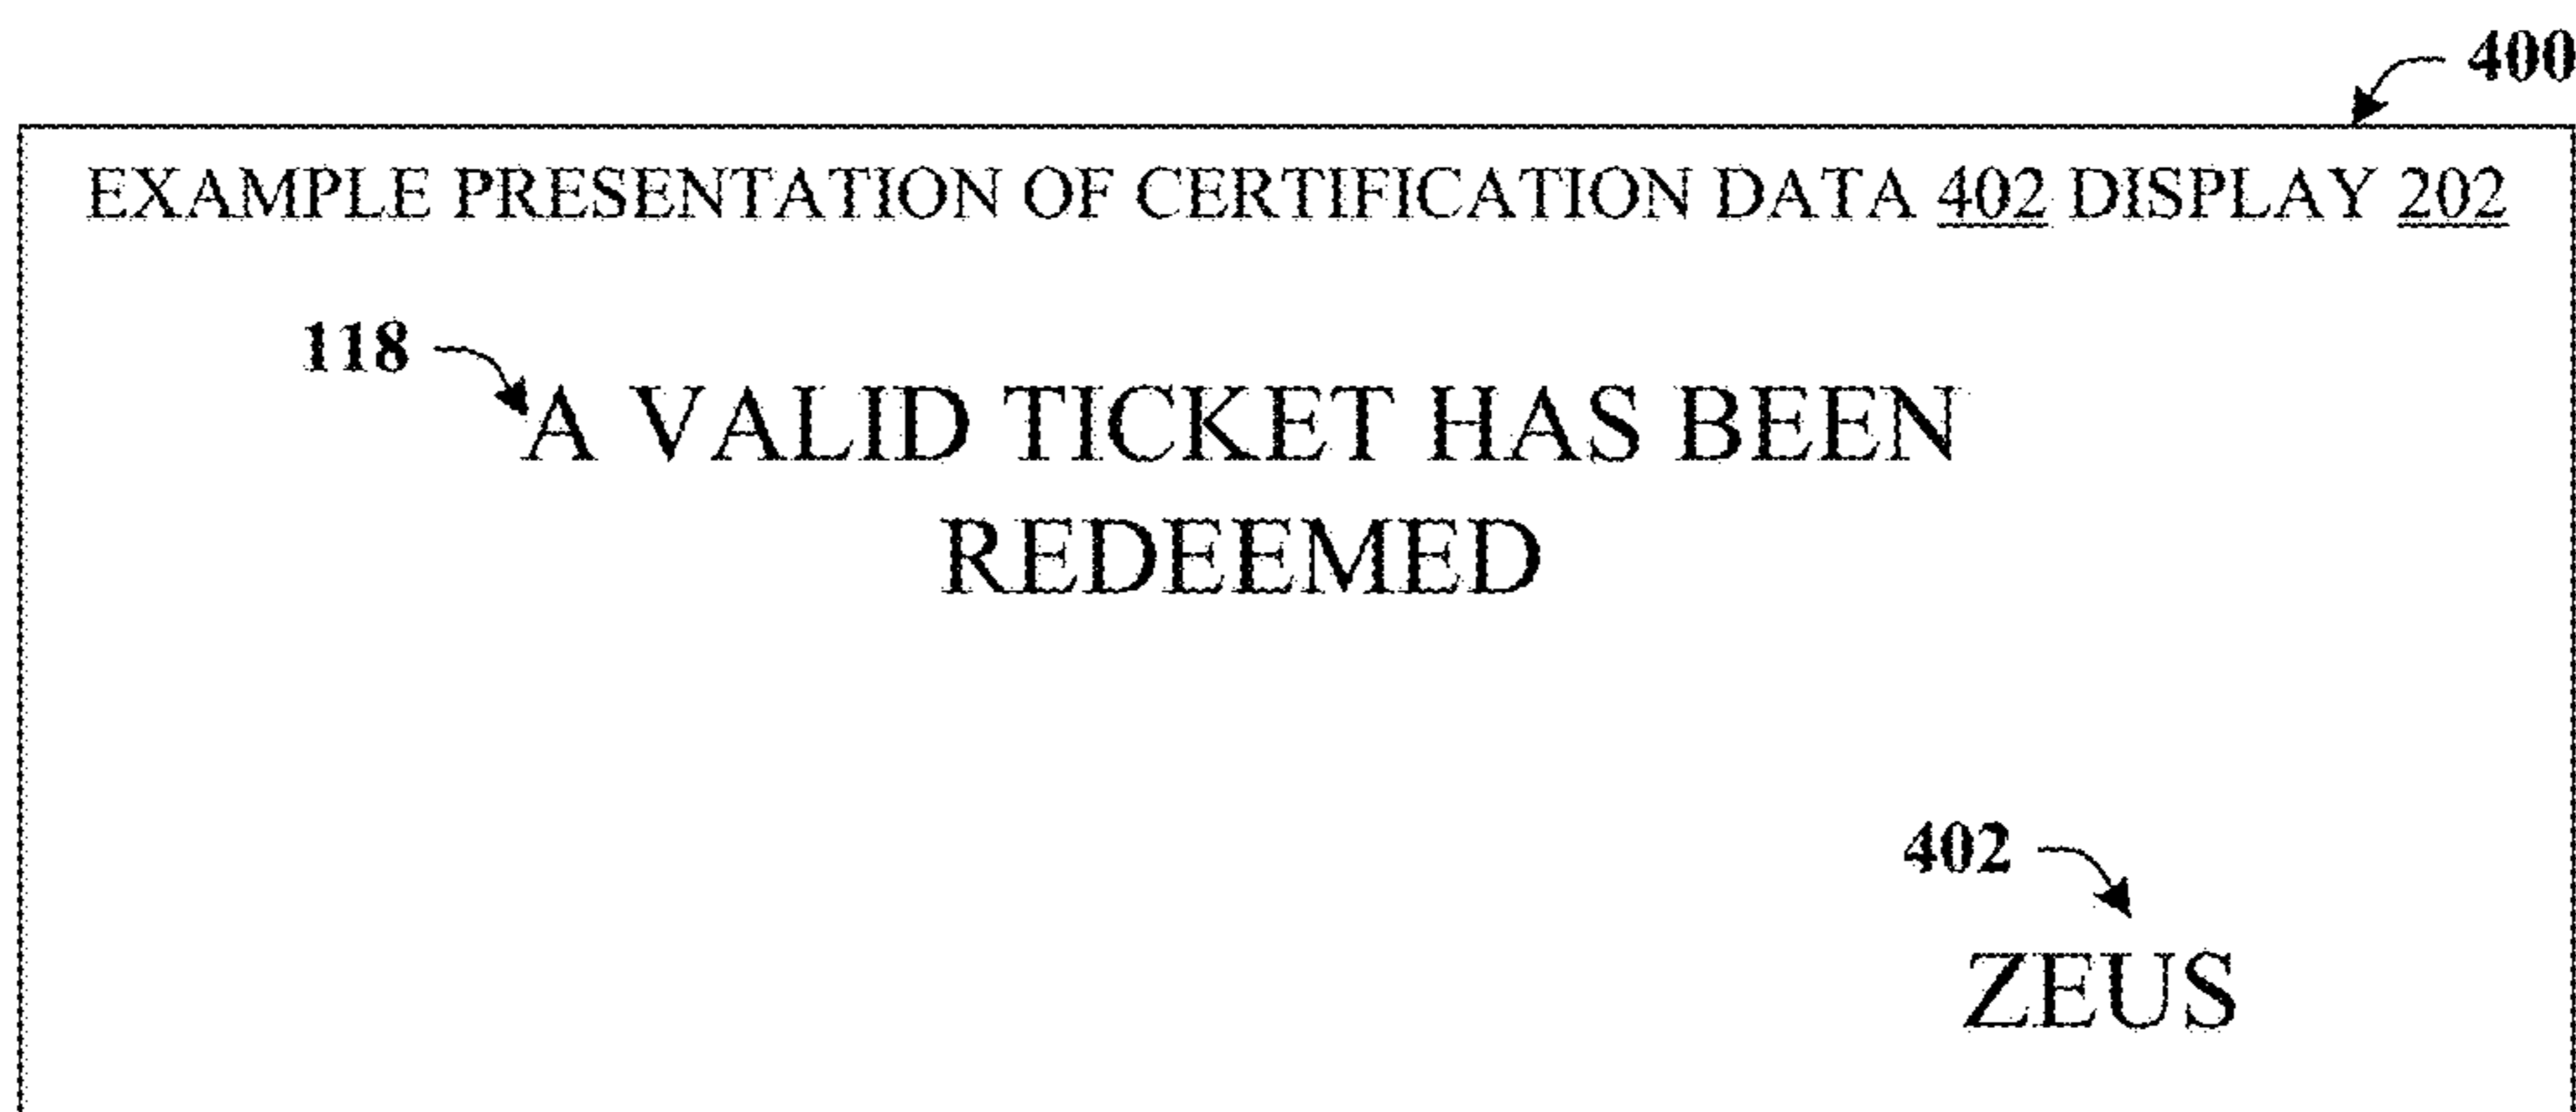 400
EXAMPLE PRESENTATION OF CERTIFICATION DATA 402 DISPLAY 202
118
A VALID TICKET HAS BEEN
REDEEMED
402
ZEUS